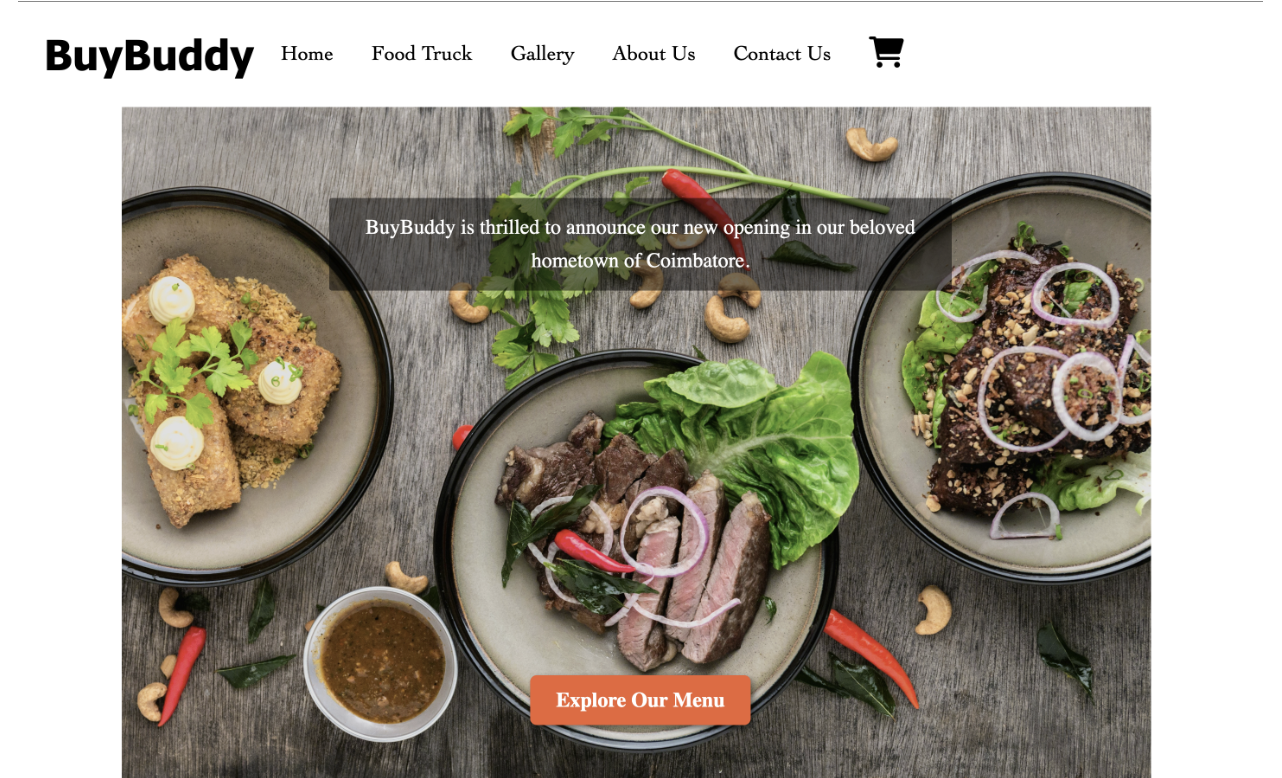 BuyBuddy Home Food Truck Gallery About Us Contact Us
BuyBuddy is thrilled to announce our new opening in our beloved
hometown of Coimbatore.
Explore Our Menu